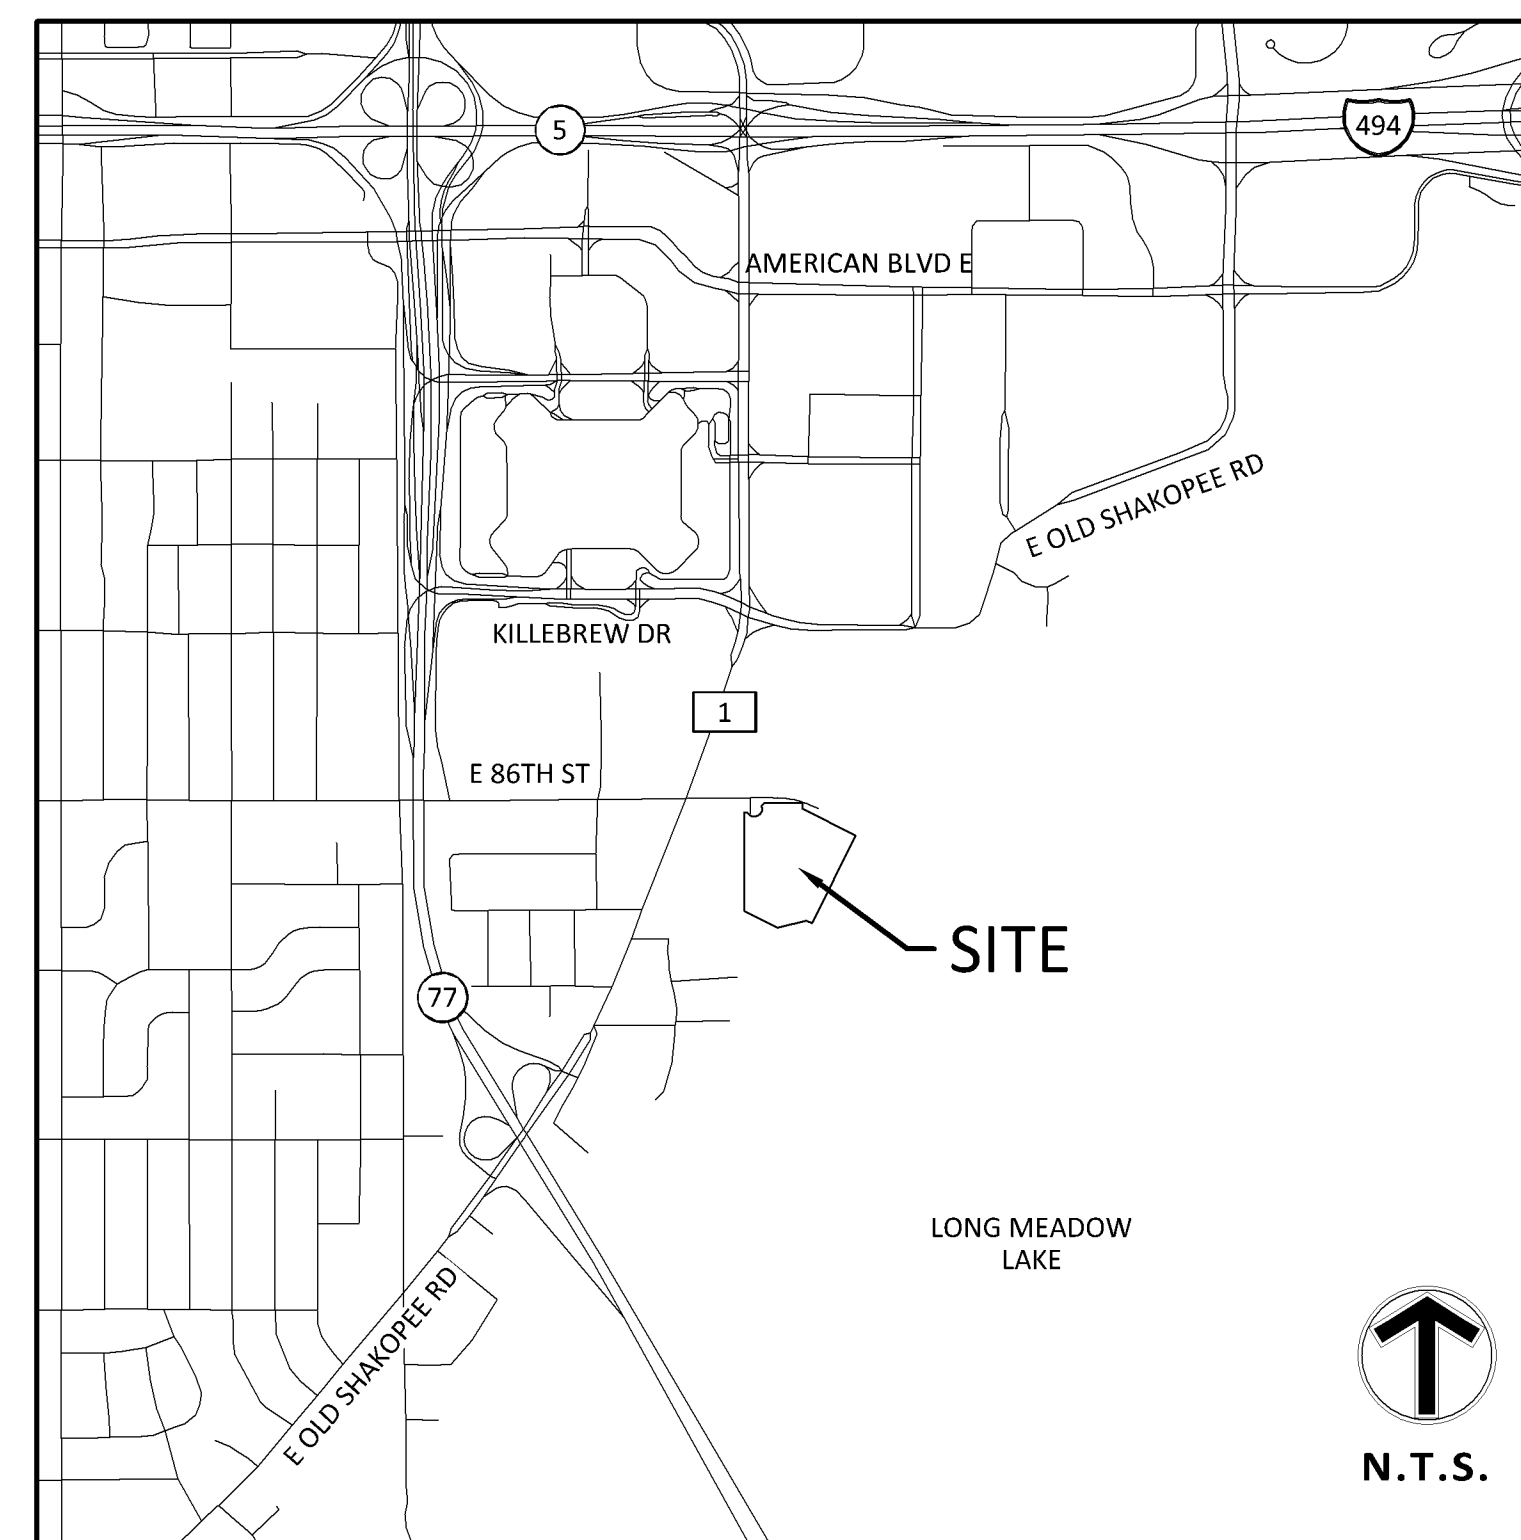 5
494
AMERICAN BLVD E
E OLD SHAKOPEE RD
KILLEBREW DR
1
E 86TH ST
SITE
77
LONG MEADOW
LAKE
E OLD SHAKOPEE RD
N.T.S.